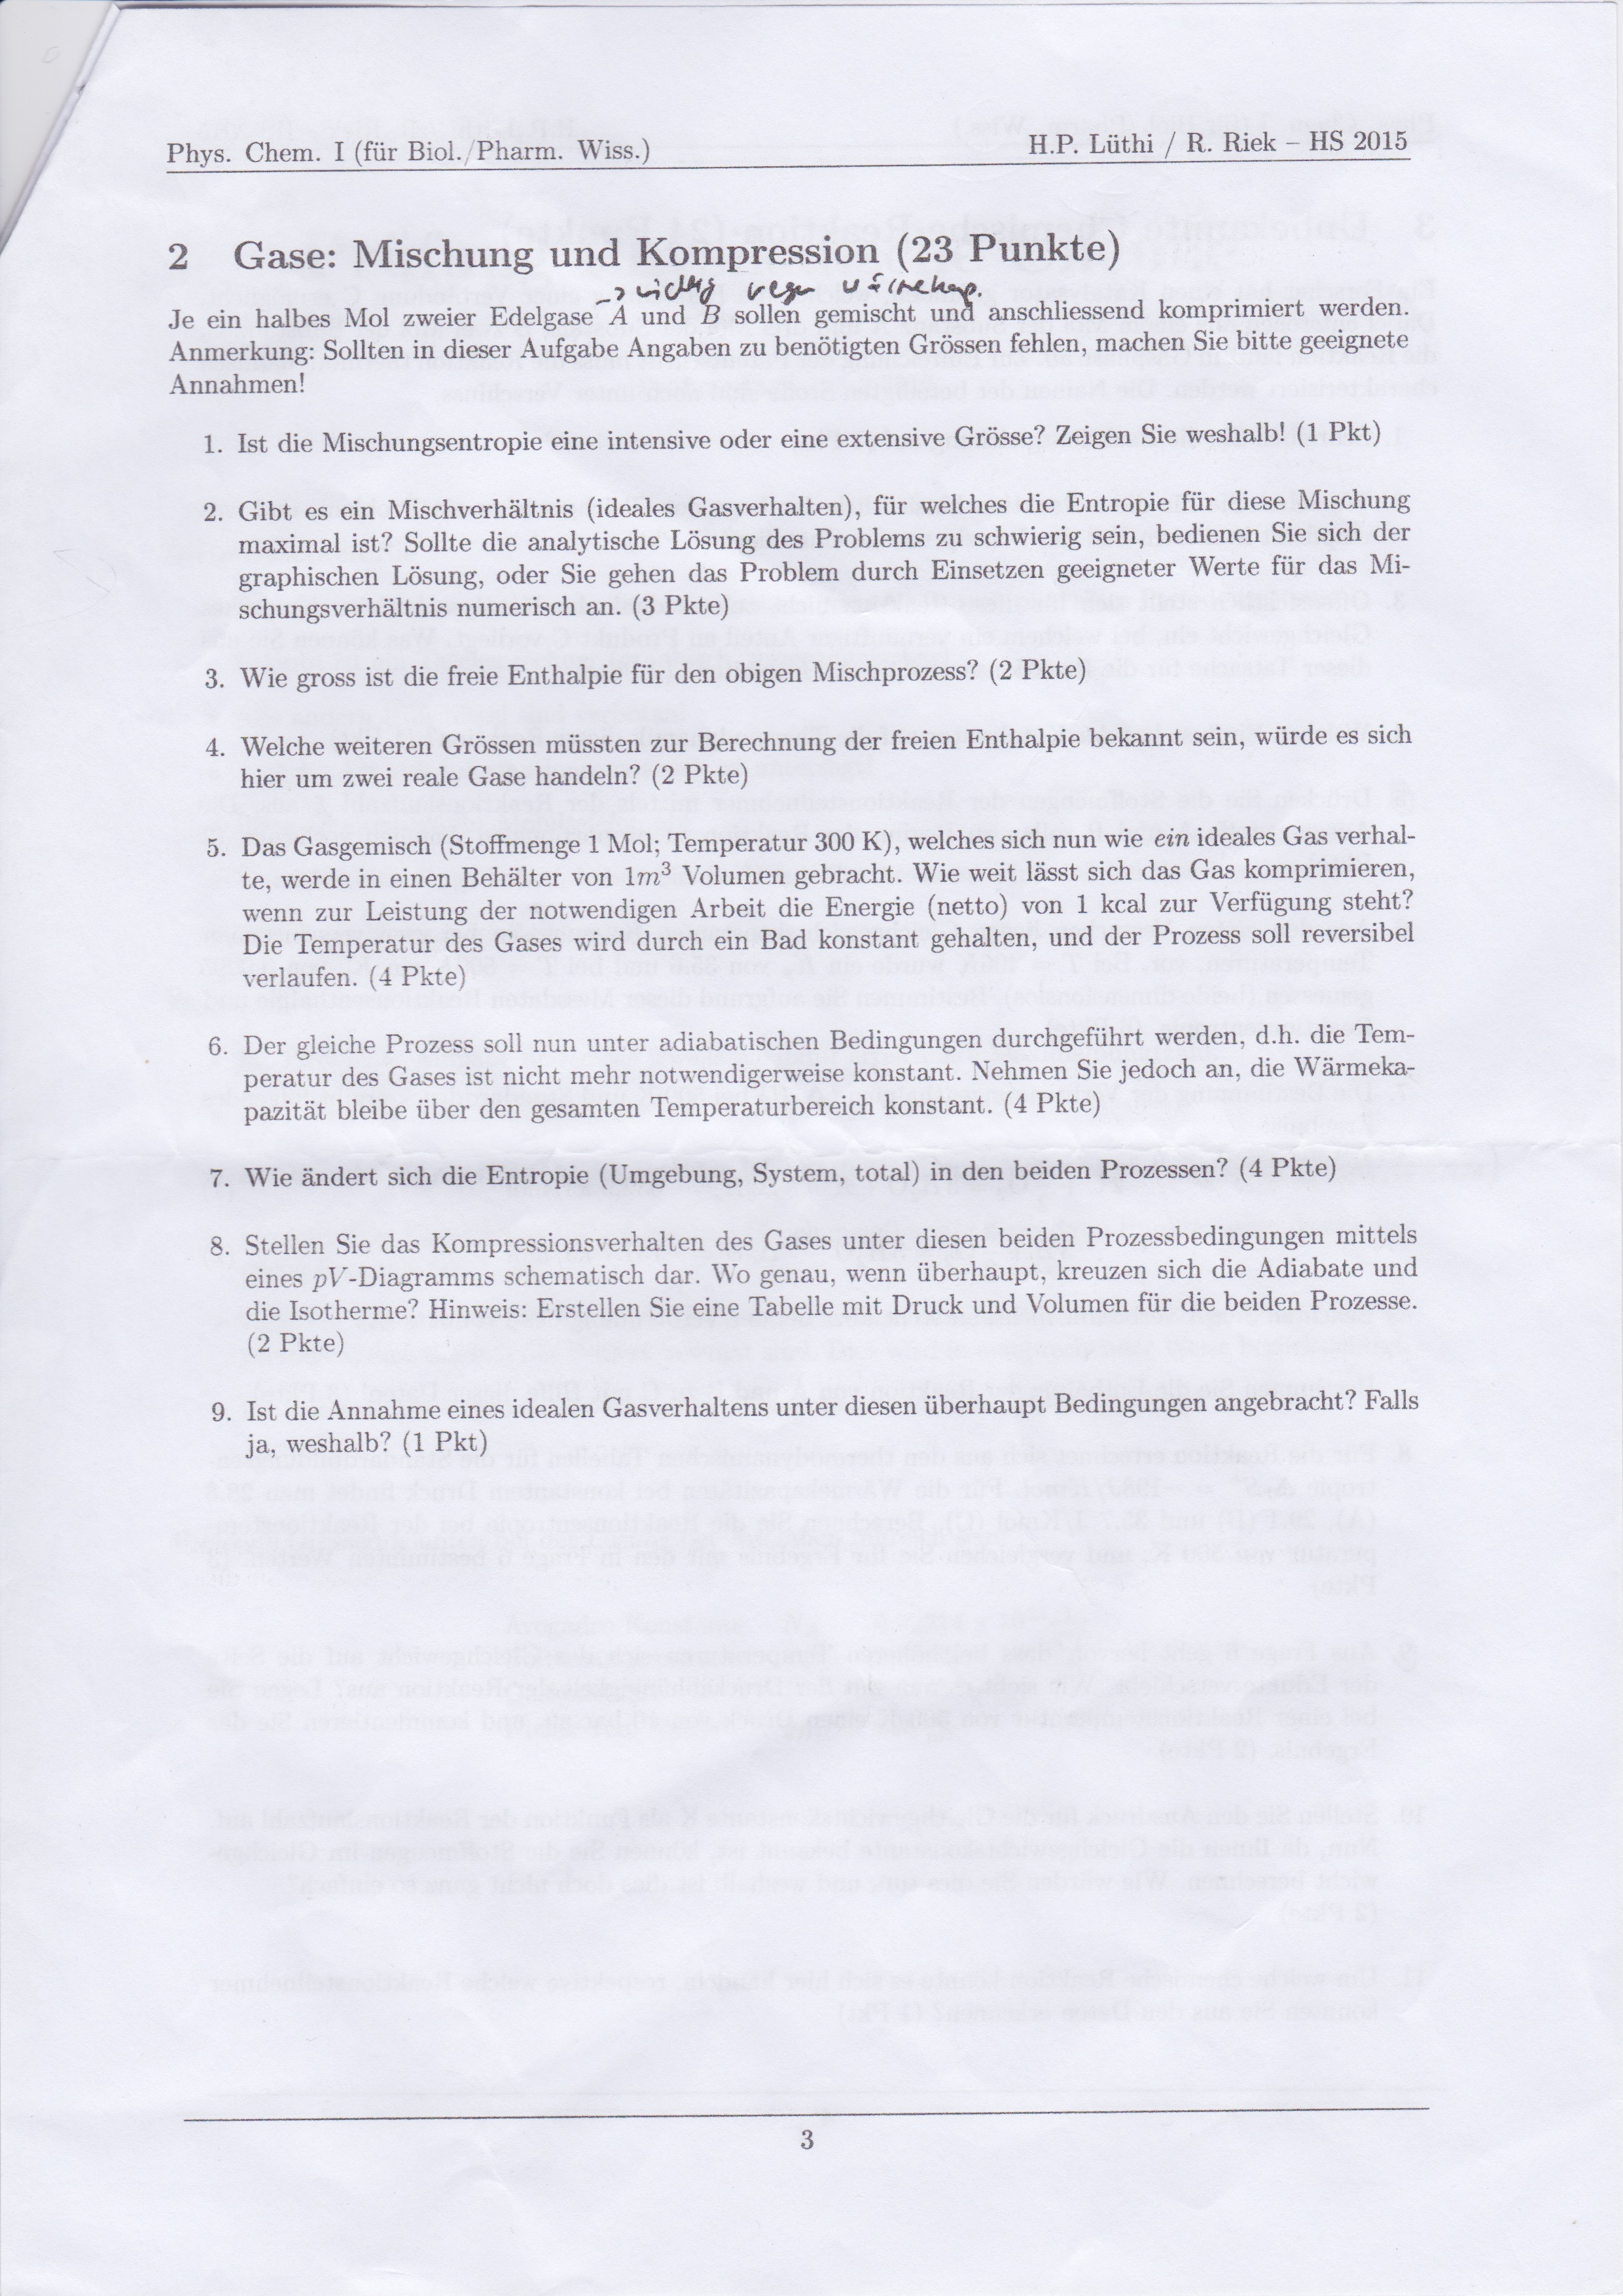 Phys. Chem. I (für Biol./Pharm. Wiss.)
H.P. Lüthi / R. Riek – HS 2015
2 Gase: Mischung und Kompression (23 Punkte)
→ wichtig wegen Wärmekap.
Je ein halbes Mol zweier Edelgase A und B sollen gemischt und anschliessend komprimiert werden.
Anmerkung: Sollten in dieser Aufgabe Angaben zu benötigten Grössen fehlen, machen Sie bitte geeignete
Annahmen!
1. Ist die Mischungsentropie eine intensive oder eine extensive Grösse? Zeigen Sie weshalb! (1 Pkt)
2. Gibt es ein Mischverhältnis (ideales Gasverhalten), für welches die Entropie für diese Mischung
maximal ist? Sollte die analytische Lösung des Problems zu schwierig sein, bedienen Sie sich der
graphischen Lösung, oder Sie gehen das Problem durch Einsetzen geeigneter Werte für das Mi-
schungsverhältnis numerisch an. (3 Pkte)
3. Wie gross ist die freie Enthalpie für den obigen Mischprozess? (2 Pkte)
4. Welche weiteren Grössen müssten zur Berechnung der freien Enthalpie bekannt sein, würde es sich
hier um zwei reale Gase handeln? (2 Pkte)
5. Das Gasgemisch (Stoffmenge 1 Mol; Temperatur 300 K), welches sich nun wie ein ideales Gas verhal-
te, werde in einen Behälter von 1m³ Volumen gebracht. Wie weit lässt sich das Gas komprimieren,
wenn zur Leistung der notwendigen Arbeit die Energie (netto) von 1 kcal zur Verfügung steht?
Die Temperatur des Gases wird durch ein Bad konstant gehalten, und der Prozess soll reversibel
verlaufen. (4 Pkte)
6. Der gleiche Prozess soll nun unter adiabatischen Bedingungen durchgeführt werden, d.h. die Tem-
peratur des Gases ist nicht mehr notwendigerweise konstant. Nehmen Sie jedoch an, die Wärmeka-
pazität bleibe über den gesamten Temperaturbereich konstant. (4 Pkte)
7. Wie ändert sich die Entropie (Umgebung, System, total) in den beiden Prozessen? (4 Pkte)
8. Stellen Sie das Kompressionsverhalten des Gases unter diesen beiden Prozessbedingungen mittels
eines pV-Diagramms schematisch dar. Wo genau, wenn überhaupt, kreuzen sich die Adiabate und
die Isotherme? Hinweis: Erstellen Sie eine Tabelle mit Druck und Volumen für die beiden Prozesse.
(2 Pkte)
9. Ist die Annahme eines idealen Gasverhaltens unter diesen überhaupt Bedingungen angebracht? Falls
ja, weshalb? (1 Pkt)
3